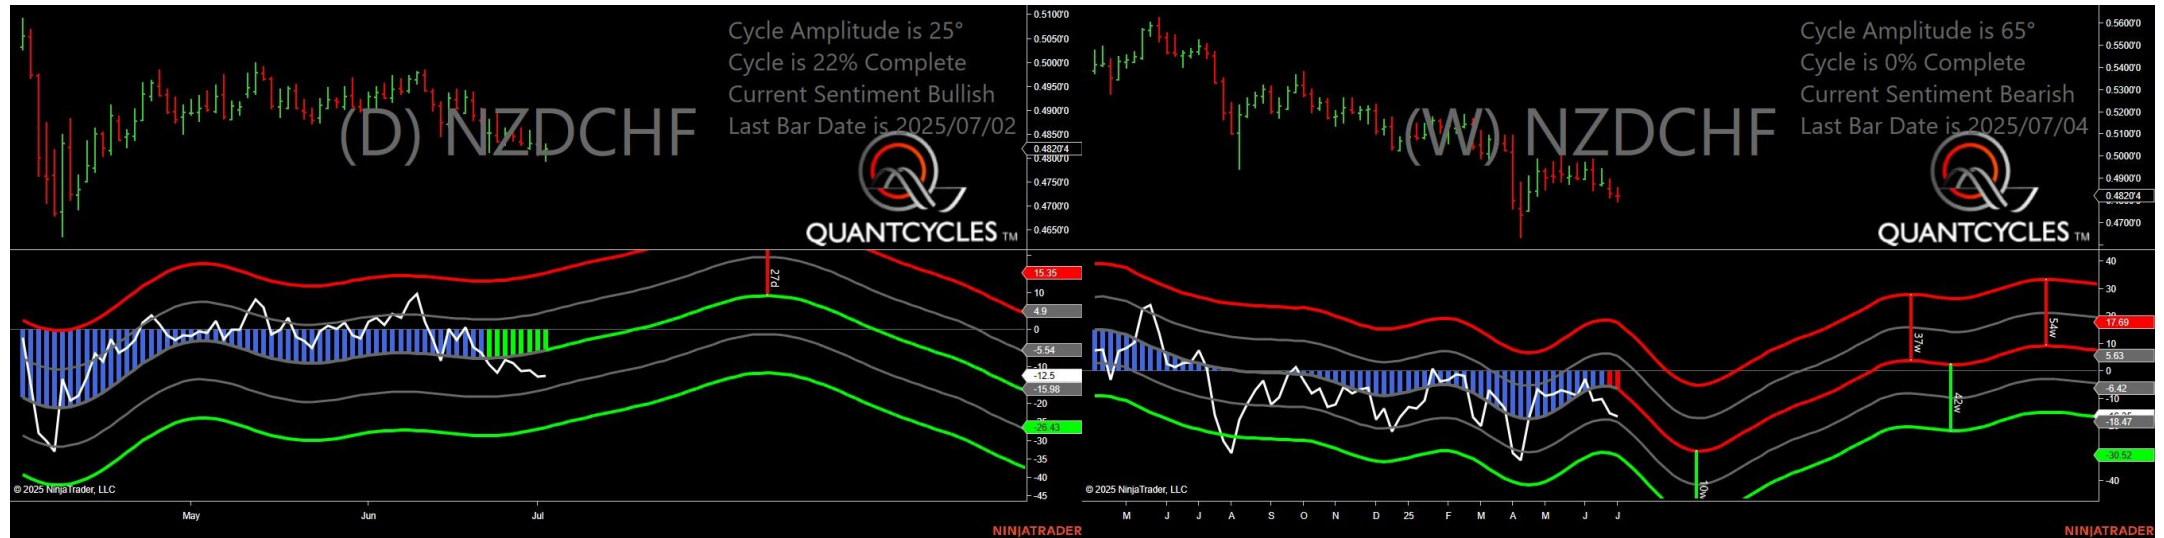 Cycle Amplitude is 25°
Cycle is 22% Complete
Current Sentiment Bullish
Last Bar Date is 2025/07/02
(D) NZDCHF
QUANTCYCLES TM
0.5100'0
0.5050'0
0.5000'0
0.4950'0
0.4900'0
0.4850'0
0.4820'4
0.4800'0
0.4750'0
0.4700'0
0.4650'0
27d
15.35
10
4.9
0
-5.54
-10
-12.5
-15.98
-20
-26.43
-30
-35
-40
-45
© 2025 NinjaTrader, LLC
May
Jun
Jul
NINJATRADER
Cycle Amplitude is 65°
Cycle is 0% Complete
Current Sentiment Bearish
Last Bar Date is 2025/07/04
(W) NZDCHF
QUANTCYCLES TM
0.5600'0
0.5500'0
0.5400'0
0.5300'0
0.5200'0
0.5100'0
0.5000'0
0.4900'0
0.4820'4
0.4700'0
37w
54w
42w
10w
40
30
17.69
10
5.63
0
-6.42
-10
-18.47
-30.52
-40
© 2025 NinjaTrader, LLC
M J J A S O N D 25 F M A M J J
NINJATRADER